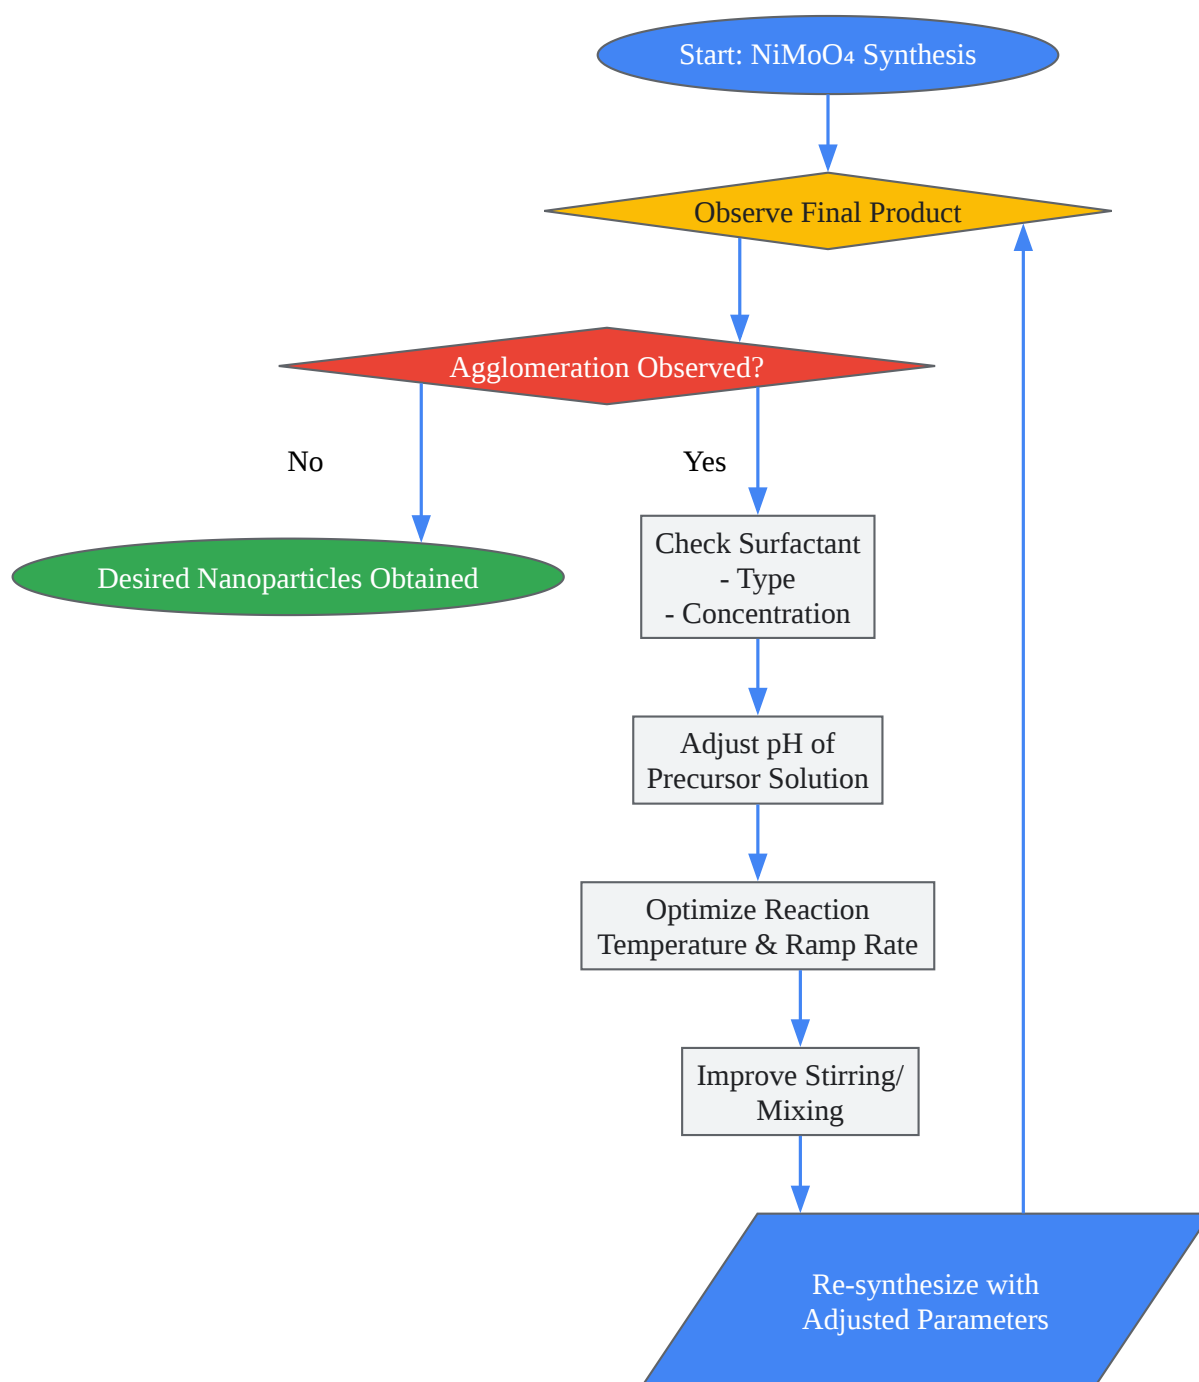 Start: NiMoO₄ Synthesis
Observe Final Product
Agglomeration Observed?
No
Yes
Check Surfactant
- Type
- Concentration
Desired Nanoparticles Obtained
Adjust pH of
Precursor Solution
Optimize Reaction
Temperature & Ramp Rate
Improve Stirring/
Mixing
Re-synthesize with
Adjusted Parameters